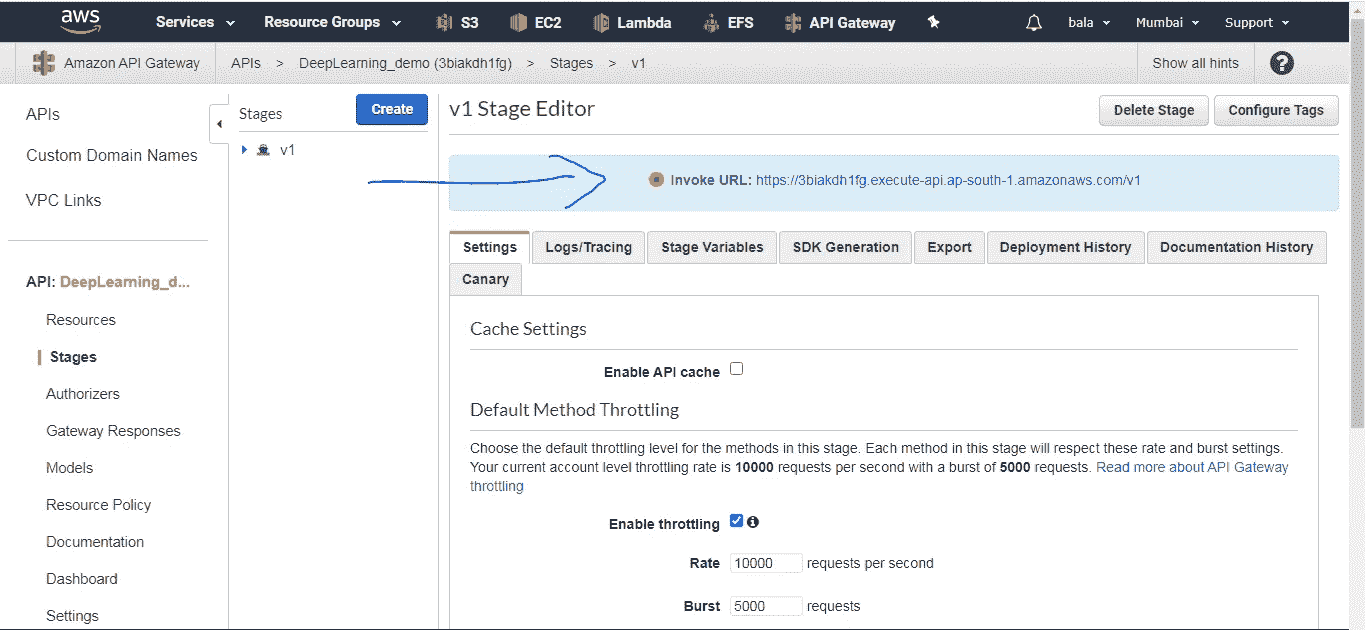 aws Services Resource Groups S3 EC2 Lambda EFS API Gateway bala Mumbai Support
Amazon API Gateway APIs > DeepLearning_demo (3biakdh1fg) > Stages > v1 Show all hints ?
APIs
Custom Domain Names
VPC Links
API: DeepLearning_d...
Resources
Stages
Authorizers
Gateway Responses
Models
Resource Policy
Documentation
Dashboard
Settings
Stages Create
v1
v1 Stage Editor Delete Stage Configure Tags
Invoke URL: https://3biakdh1fg.execute-api.ap-south-1.amazonaws.com/v1
Settings Logs/Tracing Stage Variables SDK Generation Export Deployment History Documentation History
Canary
Cache Settings
Enable API cache
Default Method Throttling
Choose the default throttling level for the methods in this stage. Each method in this stage will respect these rate and burst settings.
Your current account level throttling rate is 10000 requests per second with a burst of 5000 requests. Read more about API Gateway
throttling
Enable throttling
Rate 10000 requests per second
Burst 5000 requests